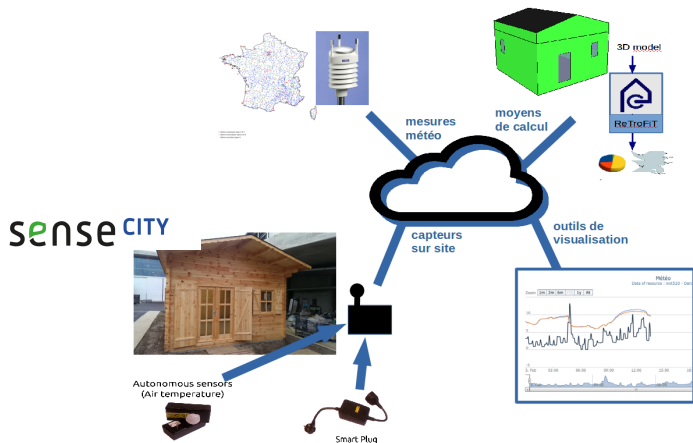 3D model
ReTroFiT
mesures
météo
moyens
de calcul
sense CITY
capteurs
sur site
outils de
visualisation
Météo
Zoom
Autonomous sensors
(Air temperature)
Smart Plug